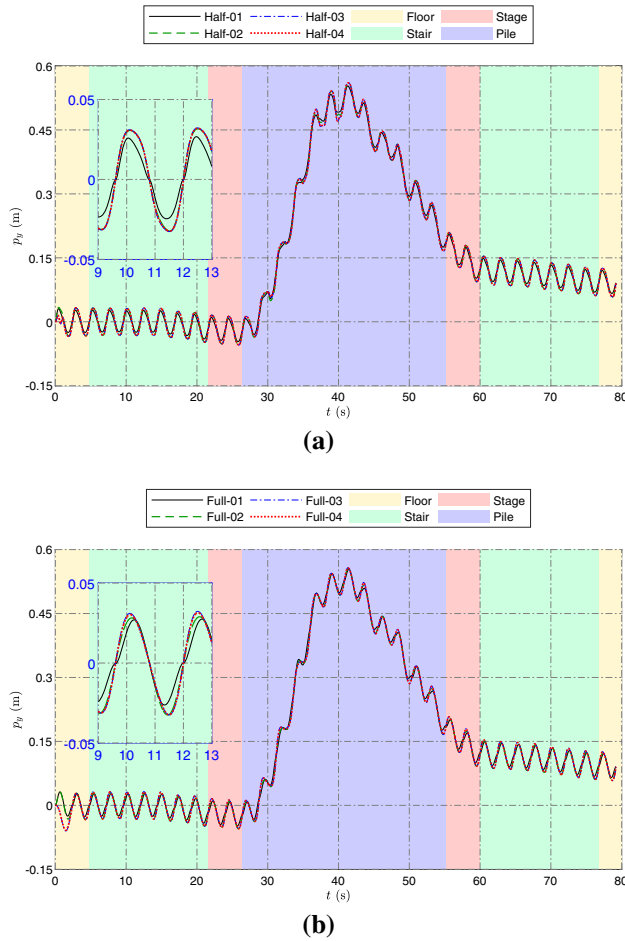 Half-01 Half-03 Floor Stage
Half-02 Half-04 Stair Pile
0.6
0.45
0.3
0.15
0
-0.15
p_y (m)
0.05
0
-0.05
9 10 11 12 13
0 10 20 30 40 50 60 70 80
t (s)
(a)
Full-01 Full-03 Floor Stage
Full-02 Full-04 Stair Pile
0.6
0.45
0.3
0.15
0
-0.15
p_y (m)
0.05
0
-0.05
9 10 11 12 13
0 10 20 30 40 50 60 70 80
t (s)
(b)